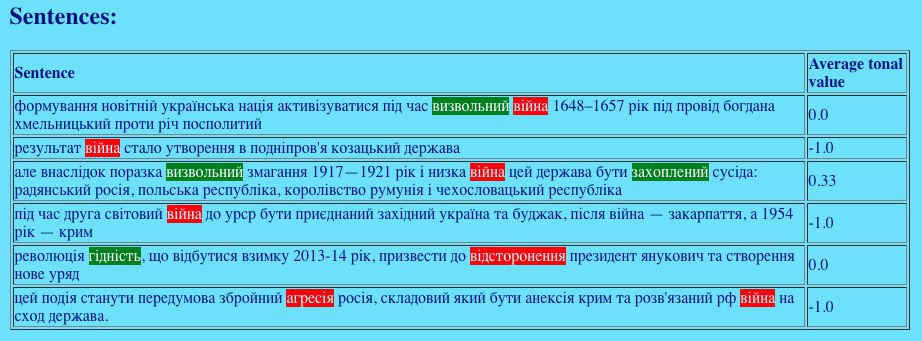 Sentences:
Sentence
Average tonal
value
формування новітній українська нація активізуватися під час визвольний війна 1648–1657 рік під провід богдана
хмельницький проти річ посполитий
0.0
результат війна стало утворення в подніпров'я козацький держава
-1.0
але внаслідок поразка визвольний змагання 1917—1921 рік і низка війна цей держава бути захоплений сусіда:
радянський росія, польська республіка, королівство румунія і чехословацький республіка
0.33
під час друга світовий війна до урср бути приєднаний західний україна та буджак, після війна — закарпаття, а 1954
рік — крим
-1.0
революція гідність, що відбутися взимку 2013-14 рік, призвести до відсторонення президент янукович та створення
нове уряд
0.0
цей подія станути передумова збройний агресія росія, складовий який бути анексія крим та розв'язаний рф війна на
сход держава.
-1.0